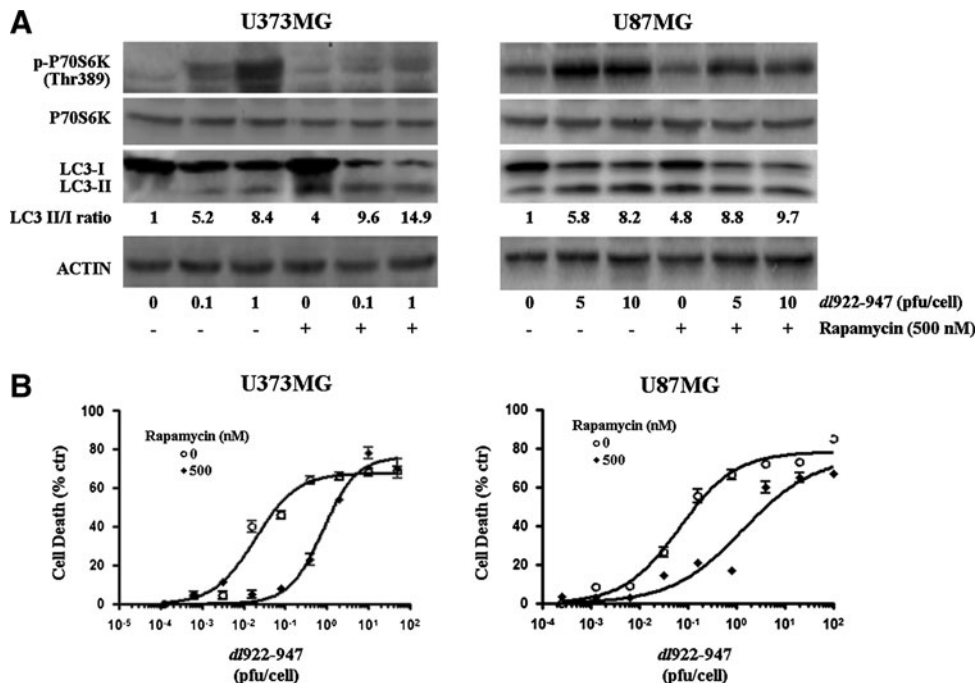 A
U373MG
U87MG
p-P70S6K
(Thr389)
P70S6K
LC3-I
LC3-II
LC3 II/I ratio 1 5.2 8.4 4 9.6 14.9 1 5.8 8.2 4.8 8.8 9.7
ACTIN
0 0.1 1 0 0.1 1 0 5 10 0 5 10 dl922-947 (pfu/cell)
- - - + + + - - - + + + Rapamycin (500 nM)
B
U373MG
Cell Death (% ctr)
100
80
60
40
20
0
Rapamycin (nM)
0
500
10⁻⁵ 10⁻⁴ 10⁻³ 10⁻² 10⁻¹ 10⁰ 10¹ 10²
dl922-947
(pfu/cell)
U87MG
Cell Death (% ctr)
100
80
60
40
20
0
Rapamycin (nM)
0
500
10⁻⁴ 10⁻³ 10⁻² 10⁻¹ 10⁰ 10¹ 10²
dl922-947
(pfu/cell)